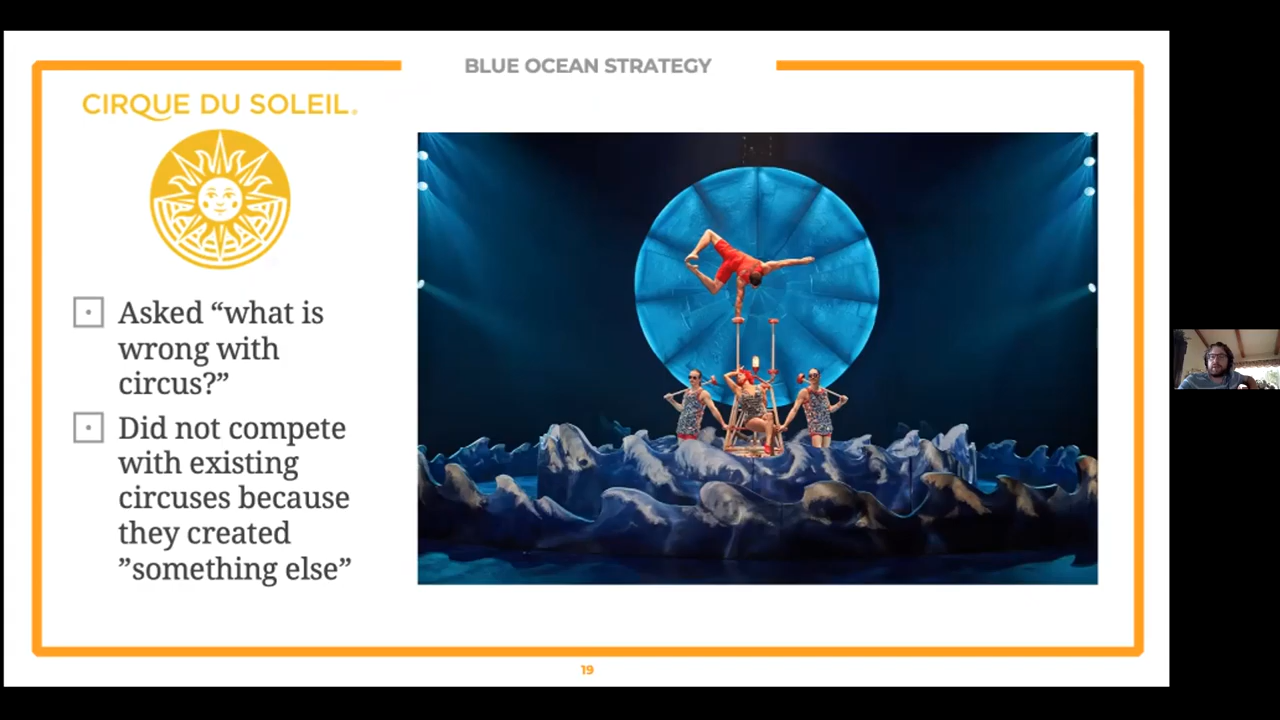 BLUE OCEAN STRATEGY
CIRQUE DU SOLEIL®
Asked “what is
wrong with
circus?”
Did not compete
with existing
circuses because
they created
”something else”
19